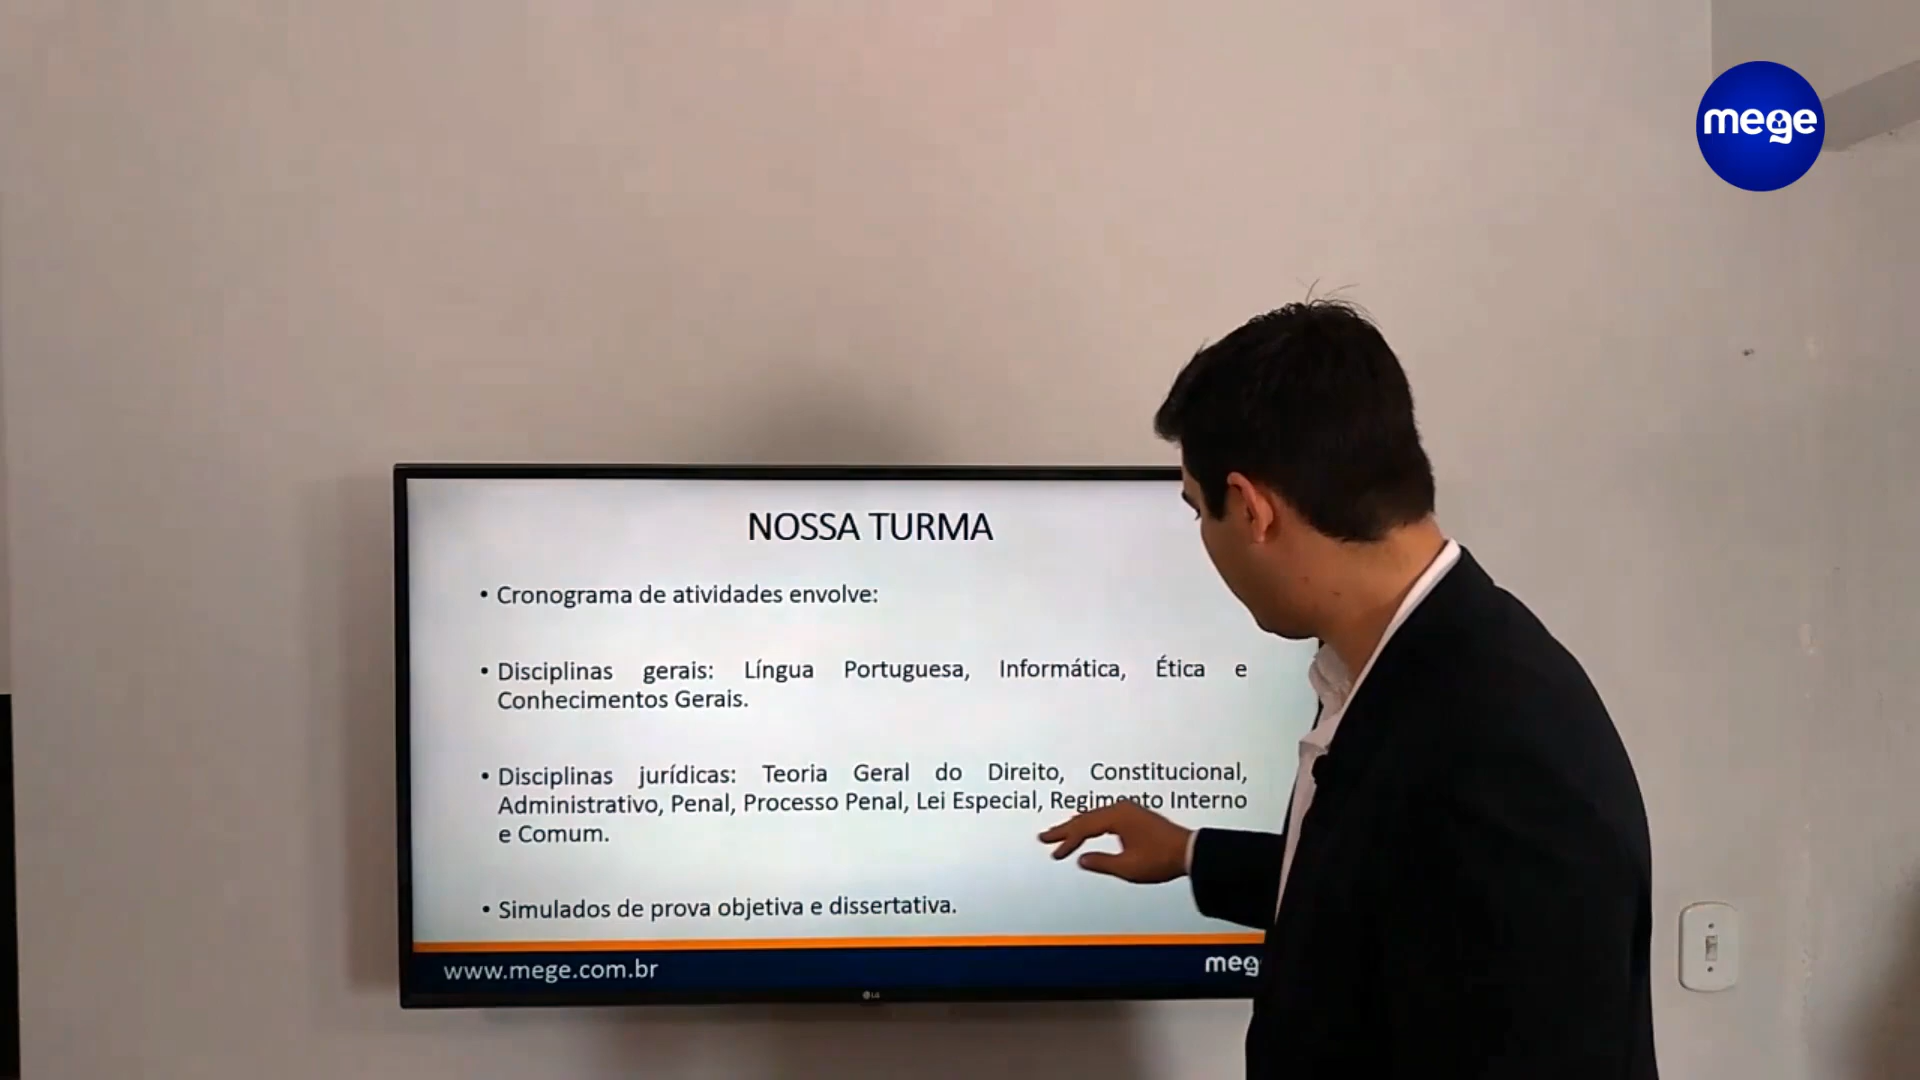 mege
NOSSA TURMA
• Cronograma de atividades envolve:
• Disciplinas gerais: Língua Portuguesa, Informática, Ética e
Conhecimentos Gerais.
• Disciplinas jurídicas: Teoria Geral do Direito, Constitucional,
Administrativo, Penal, Processo Penal, Lei Especial, Regimento Interno
e Comum.
• Simulados de prova objetiva e dissertativa.
www.mege.com.br
meg
LG